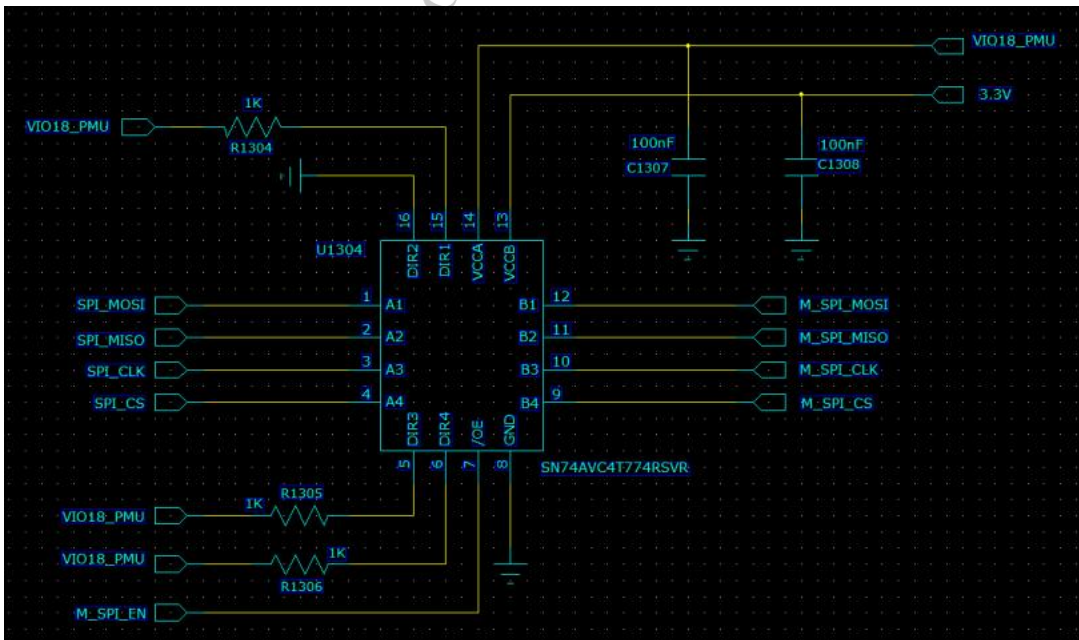 VIO18_PMU
3.3V
1K
VIO18_PMU
R1304
100nF
C1307
100nF
C1308
16
15
14
13
U1304
DIR2
DIR1
VCCA
VCCB
SPI_MOSI
1
A1
B1
12
M_SPI_MOSI
SPI_MISO
2
A2
B2
11
M_SPI_MISO
SPI_CLK
3
A3
B3
10
M_SPI_CLK
SPI_CS
4
A4
B4
9
M_SPI_CS
DIR3
DIR4
/OE
GND
5
6
7
8
SN74AVC4T774RSVR
R1305
1K
VIO18_PMU
VIO18_PMU
1K
R1306
M_SPI_EN